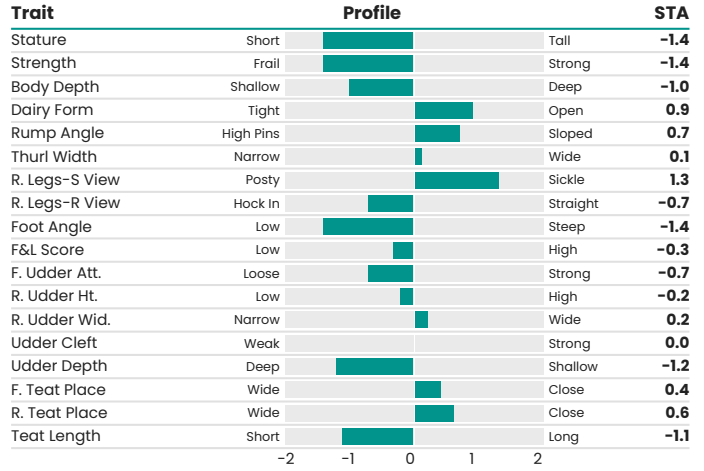 Trait Profile STA
Stature Short Tall -1.4
Strength Frail Strong -1.4
Body Depth Shallow Deep -1.0
Dairy Form Tight Open 0.9
Rump Angle High Pins Sloped 0.7
Thurl Width Narrow Wide 0.1
R. Legs-S View Posty Sickle 1.3
R. Legs-R View Hock In Straight -0.7
Foot Angle Low Steep -1.4
F&L Score Low High -0.3
F. Udder Att. Loose Strong -0.7
R. Udder Ht. Low High -0.2
R. Udder Wid. Narrow Wide 0.2
Udder Cleft Weak Strong 0.0
Udder Depth Deep Shallow -1.2
F. Teat Place Wide Close 0.4
R. Teat Place Wide Close 0.6
Teat Length Short Long -1.1
-2 -1 0 1 2